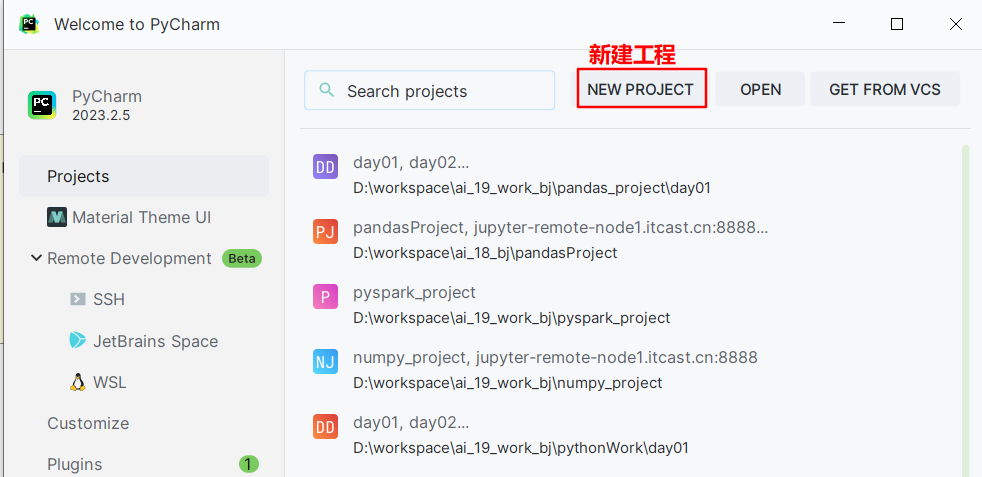 Welcome to PyCharm
PyCharm
2023.2.5
Projects
Material Theme UI
Remote Development Beta
SSH
JetBrains Space
WSL
Customize
Plugins 1
新建工程
Search projects NEW PROJECT OPEN GET FROM VCS
DD day01, day02...
D:\workspace\ai_19_work_bj\pandas_project\day01
PJ pandasProject, jupyter-remote-node1.itcast.cn:8888...
D:\workspace\ai_18_bj\pandasProject
P pyspark_project
D:\workspace\ai_19_work_bj\pyspark_project
NJ numpy_project, jupyter-remote-node1.itcast.cn:8888
D:\workspace\ai_19_work_bj\numpy_project
DD day01, day02...
D:\workspace\ai_19_work_bj\pythonWork\day01